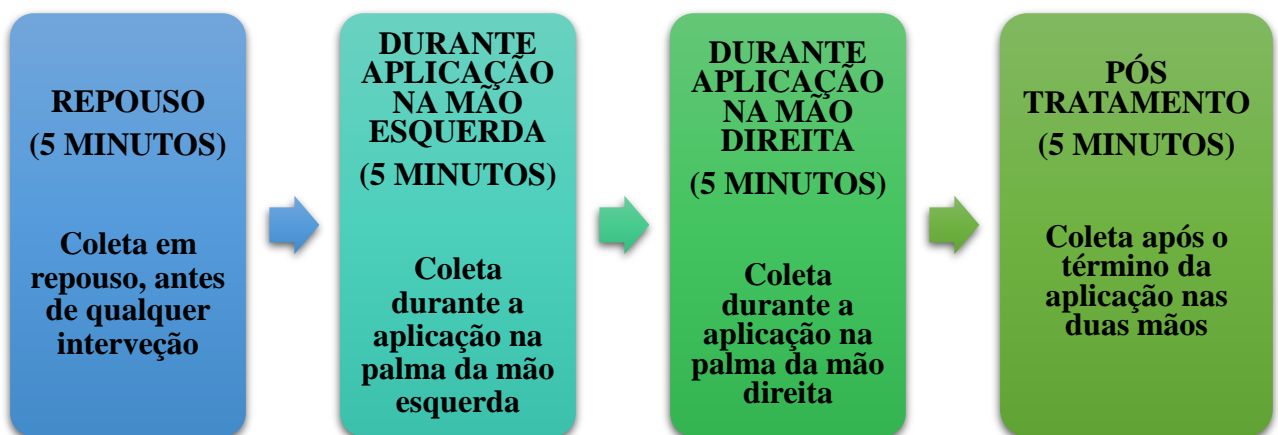 REPOUSO
(5 MINUTOS)
Coleta em
repouso, antes
de qualquer
interveção
DURANTE
APLICAÇÃO
NA MÃO
ESQUERDA
(5 MINUTOS)
Coleta
durante a
aplicação na
palma da mão
esquerda
DURANTE
APLICAÇÃO
NA MÃO
DIREITA
(5 MINUTOS)
Coleta
durante a
aplicação na
palma da mão
direita
PÓS
TRATAMENTO
(5 MINUTOS)
Coleta após o
término da
aplicação nas
duas mãos